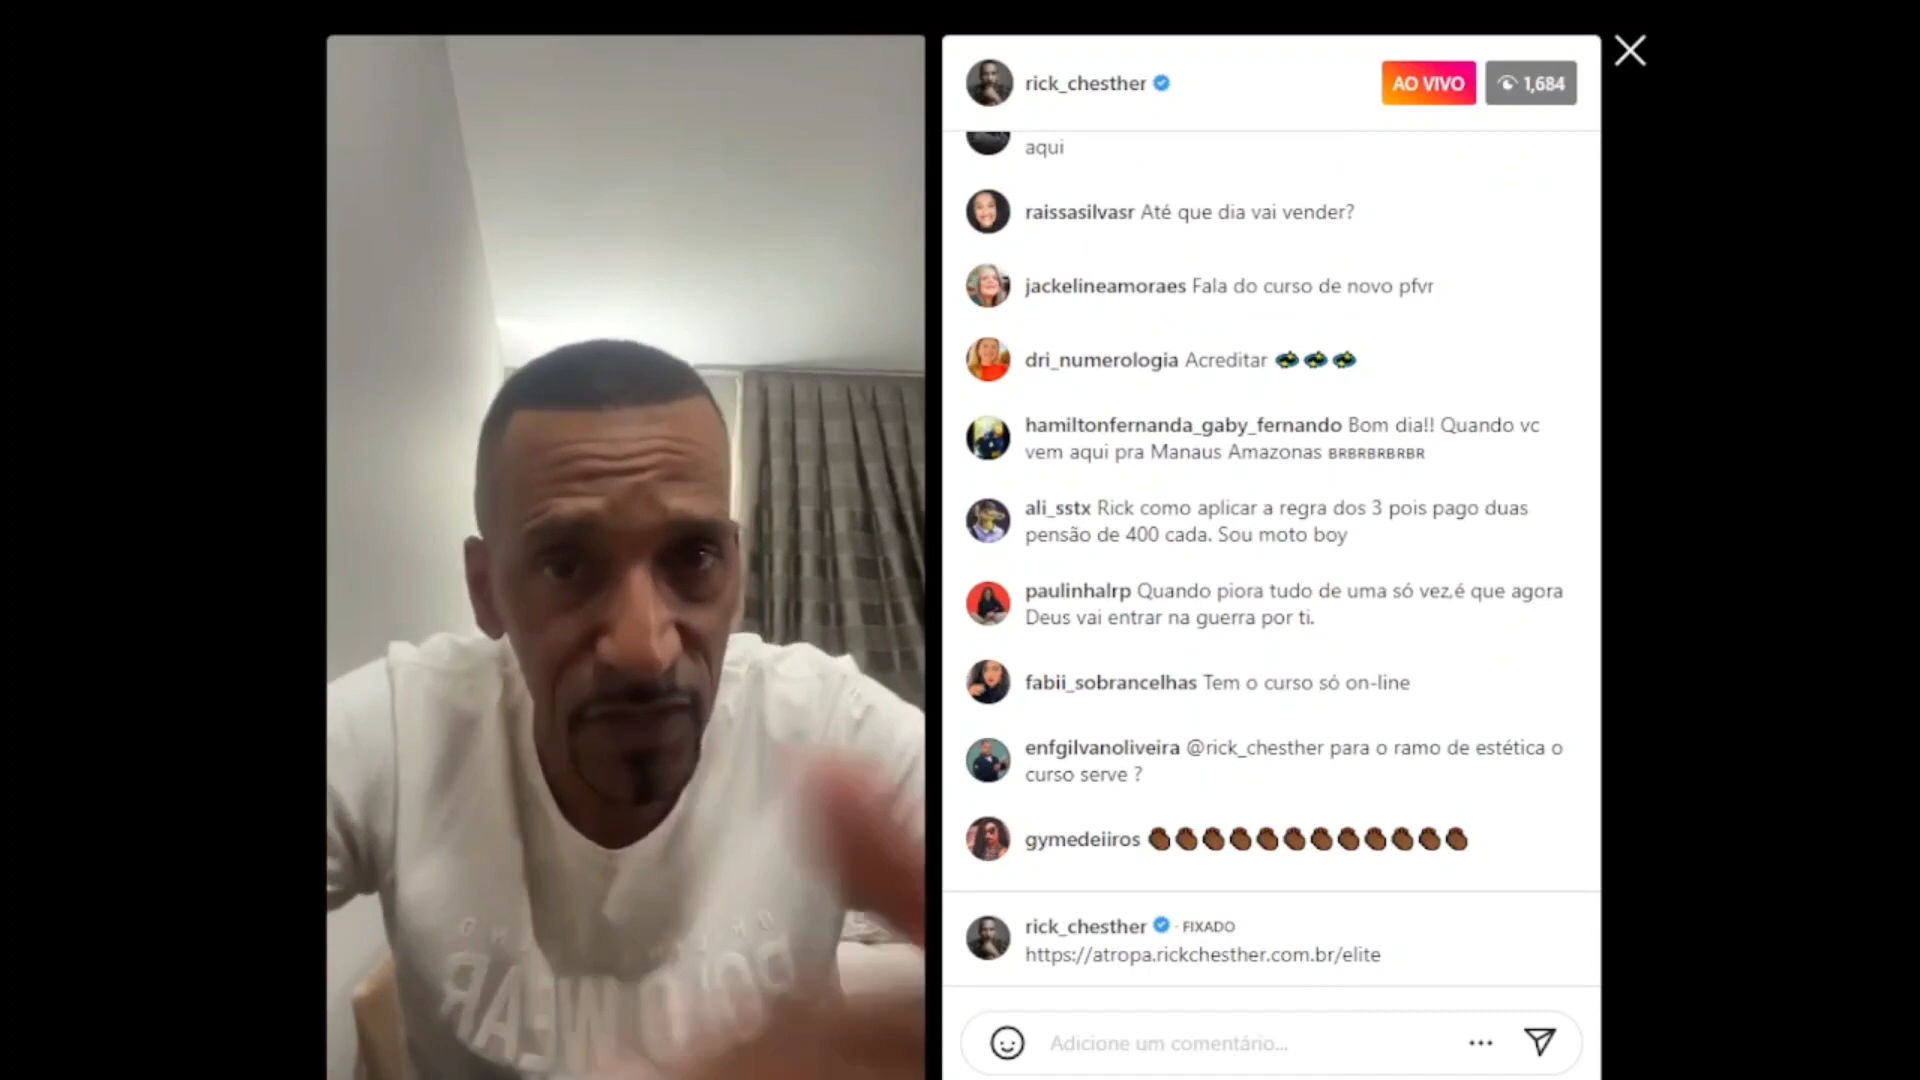 rick_chesther
AO VIVO
1,684
aqui
raissasilvasr Até que dia vai vender?
jackelineamoraes Fala do curso de novo pfvr
dri_numerologia Acreditar 💫💫💫
hamiltonfernanda_gaby_fernando Bom dia!! Quando vc
vem aqui pra Manaus Amazonas BRBRBRBRBR
ali_sstx Rick como aplicar a regra dos 3 pois pago duas
pensão de 400 cada. Sou moto boy
paulinhalrp Quando piora tudo de uma só vez,é que agora
Deus vai entrar na guerra por ti.
fabii_sobrancelhas Tem o curso só on-line
enfgilvanoliveira @rick_chesther para o ramo de estética o
curso serve ?
gymedeiiros 👏🏾👏🏾👏🏾👏🏾👏🏾👏🏾👏🏾👏🏾👏🏾👏🏾👏🏾👏🏾
rick_chesther · FIXADO
https://atropa.rickchesther.com.br/elite
Adicione um comentário...
WEAR